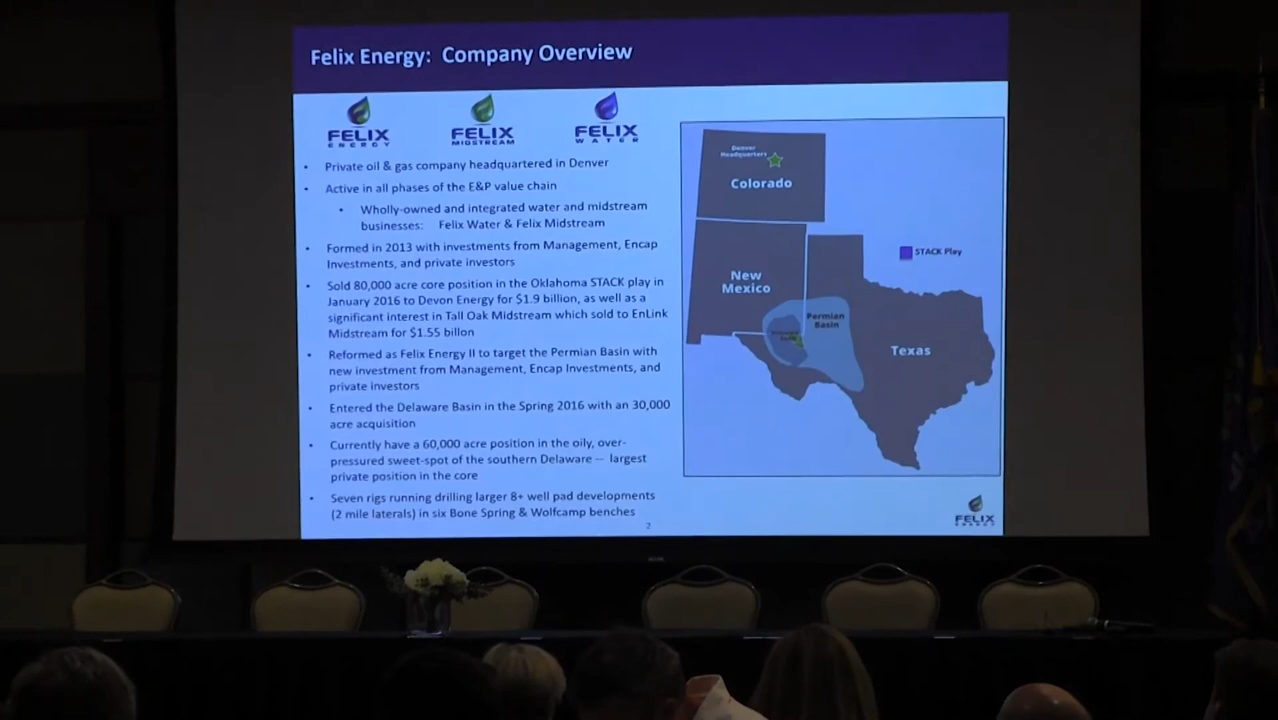 Felix Energy: Company Overview
FELIX
ENERGY
FELIX
MIDSTREAM
FELIX
WATER
• Private oil & gas company headquartered in Denver
• Active in all phases of the E&P value chain
• Wholly-owned and integrated water and midstream
businesses: Felix Water & Felix Midstream
• Formed in 2013 with investments from Management, Encap
Investments, and private investors
• Sold 80,000 acre core position in the Oklahoma STACK play in
January 2016 to Devon Energy for $1.9 billion, as well as a
significant interest in Tall Oak Midstream which sold to EnLink
Midstream for $1.55 billon
• Reformed as Felix Energy II to target the Permian Basin with
new investment from Management, Encap Investments, and
private investors
• Entered the Delaware Basin in the Spring 2016 with an 30,000
acre acquisition
• Currently have a 60,000 acre position in the oily, over-
pressured sweet-spot of the southern Delaware -- largest
private position in the core
• Seven rigs running drilling larger 8+ well pad developments
(2 mile laterals) in six Bone Spring & Wolfcamp benches
Denver
Headquarters
Colorado
STACK Play
New
Mexico
Permian
Basin
Texas
2
FELIX
ENERGY